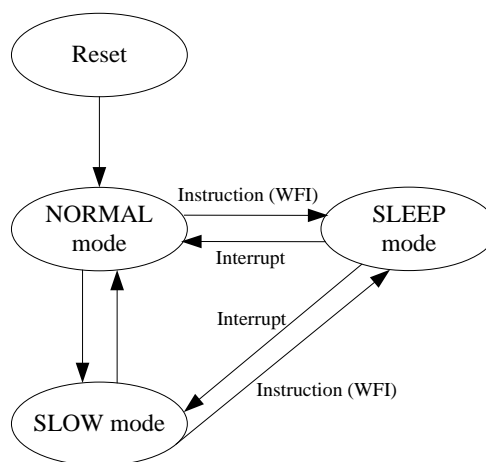 Reset
NORMAL
mode
Instruction (WFI)
Interrupt
SLEEP
mode
Interrupt
Instruction (WFI)
SLOW mode